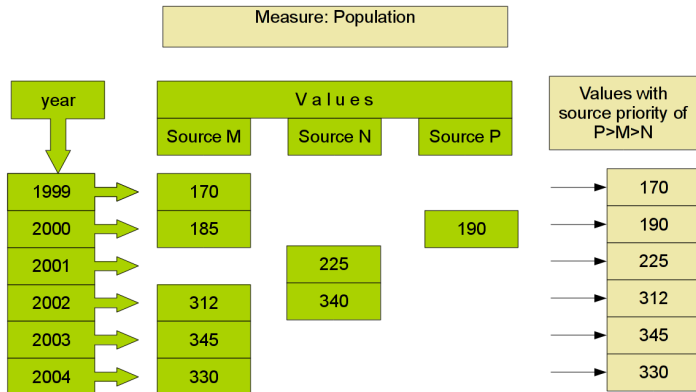 Measure: Population
year
V a l u e s
Values with
source priority of
P>M>N
Source M
Source N
Source P
1999
170
170
2000
185
190
190
2001
225
225
2002
312
340
312
2003
345
345
2004
330
330